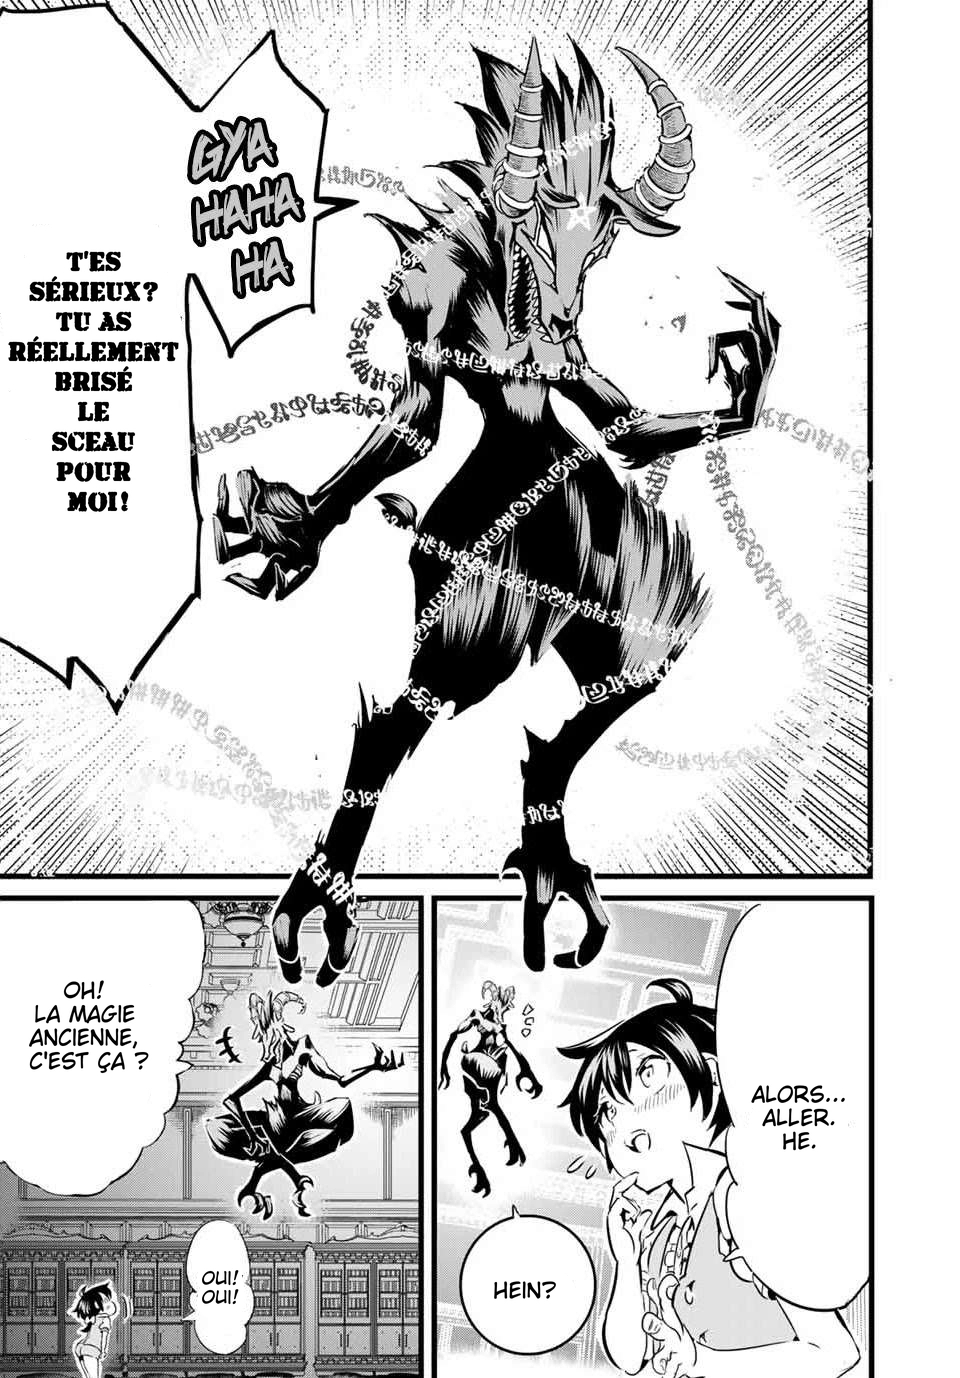 GYA
HAHA
HA
T'ES
SÉRIEUX?
TU AS
RÉELLEMENT
BRISÉ
LE
SCEAU
POUR
MOI!
ALORS...
ALLER.
HE.
HEIN?
OH!
LA MAGIE
ANCIENNE,
C'EST ÇA ?
OUI!
OUI!